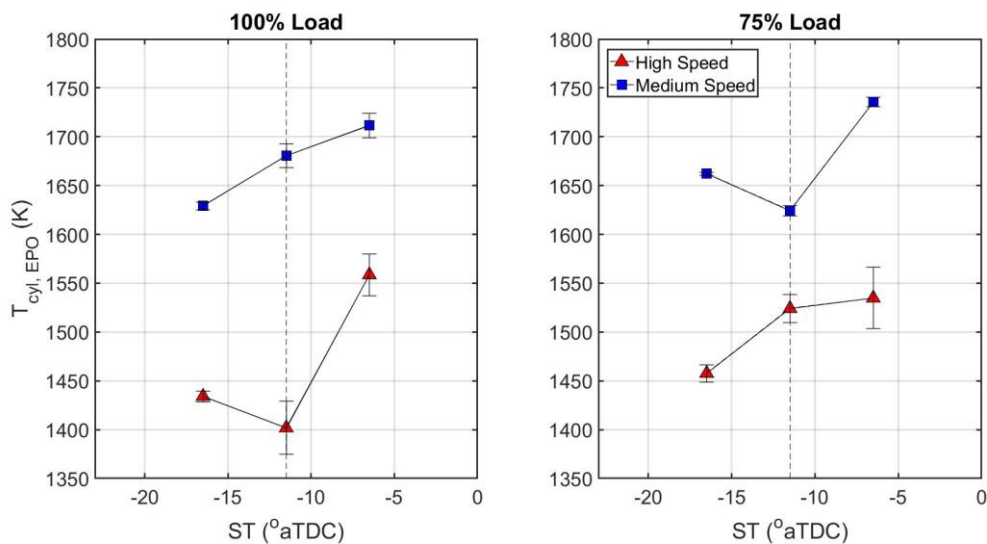 100% Load
1800
1750
1700
1650
1600
1550
1500
1450
1400
1350
T_cyl, EPO (K)
-20 -15 -10 -5 0
ST (°aTDC)
75% Load
High Speed
Medium Speed
1800
1750
1700
1650
1600
1550
1500
1450
1400
1350
-20 -15 -10 -5 0
ST (°aTDC)